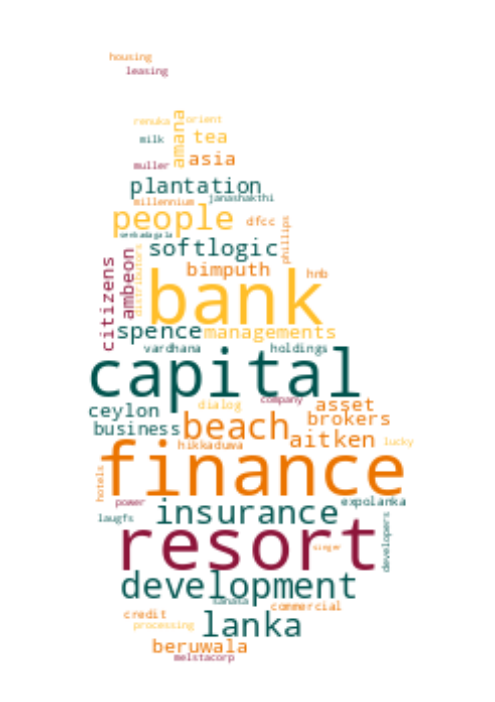 housing
leasing
renuka orient
milk amana tea
muller asia
plantation
millennium janashakthi
people dfcc phillips
senkadagala
softlogic
citizens ambeon distributors bimputh hnb
bank
spence managements
vardhana holdings
capital
company
ceylon dialog asset
business beach brokers
hikkaduwa aitken lucky
hotels finance
power expolanka
laugfs insurance developers
resort singer
development
sanasa
credit commercial
processing lanka
beruwala
melstacorp